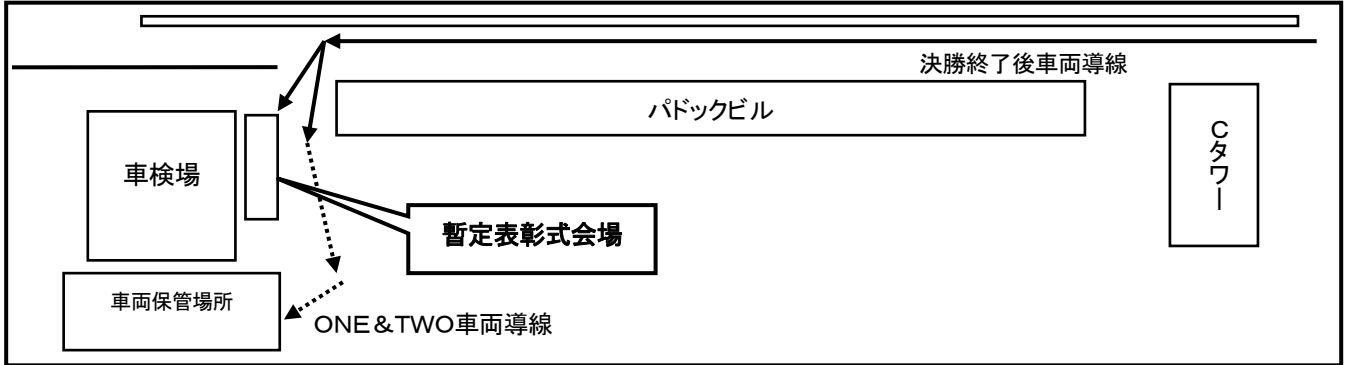 決勝終了後車両導線
パドックビル
Cタワー
車検場
暫定表彰式会場
車両保管場所
ONE&TWO車両導線